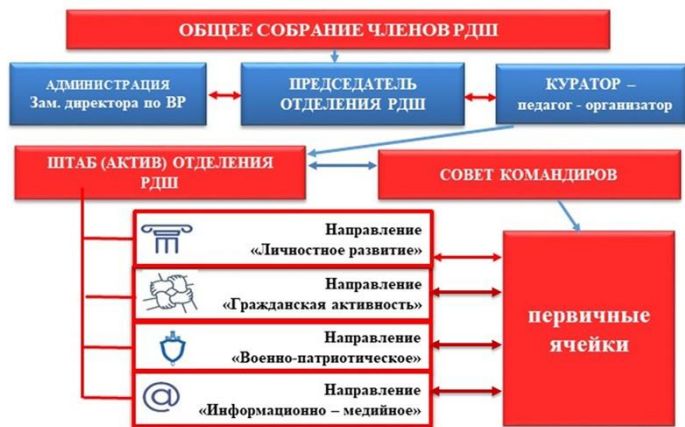 ОБЩЕЕ СОБРАНИЕ ЧЛЕНОВ РДШ
АДМИНИСТРАЦИЯ
Зам. директора по ВР
ПРЕДСЕДАТЕЛЬ
ОТДЕЛЕНИЯ РДШ
КУРАТОР –
педагог - организатор
ШТАБ (АКТИВ) ОТДЕЛЕНИЯ
РДШ
СОВЕТ КОМАНДИРОВ
Направление
«Личностное развитие»
Направление
«Гражданская активность»
Направление
«Военно-патриотическое»
@
Направление
«Информационно – медийное»
первичные
ячейки